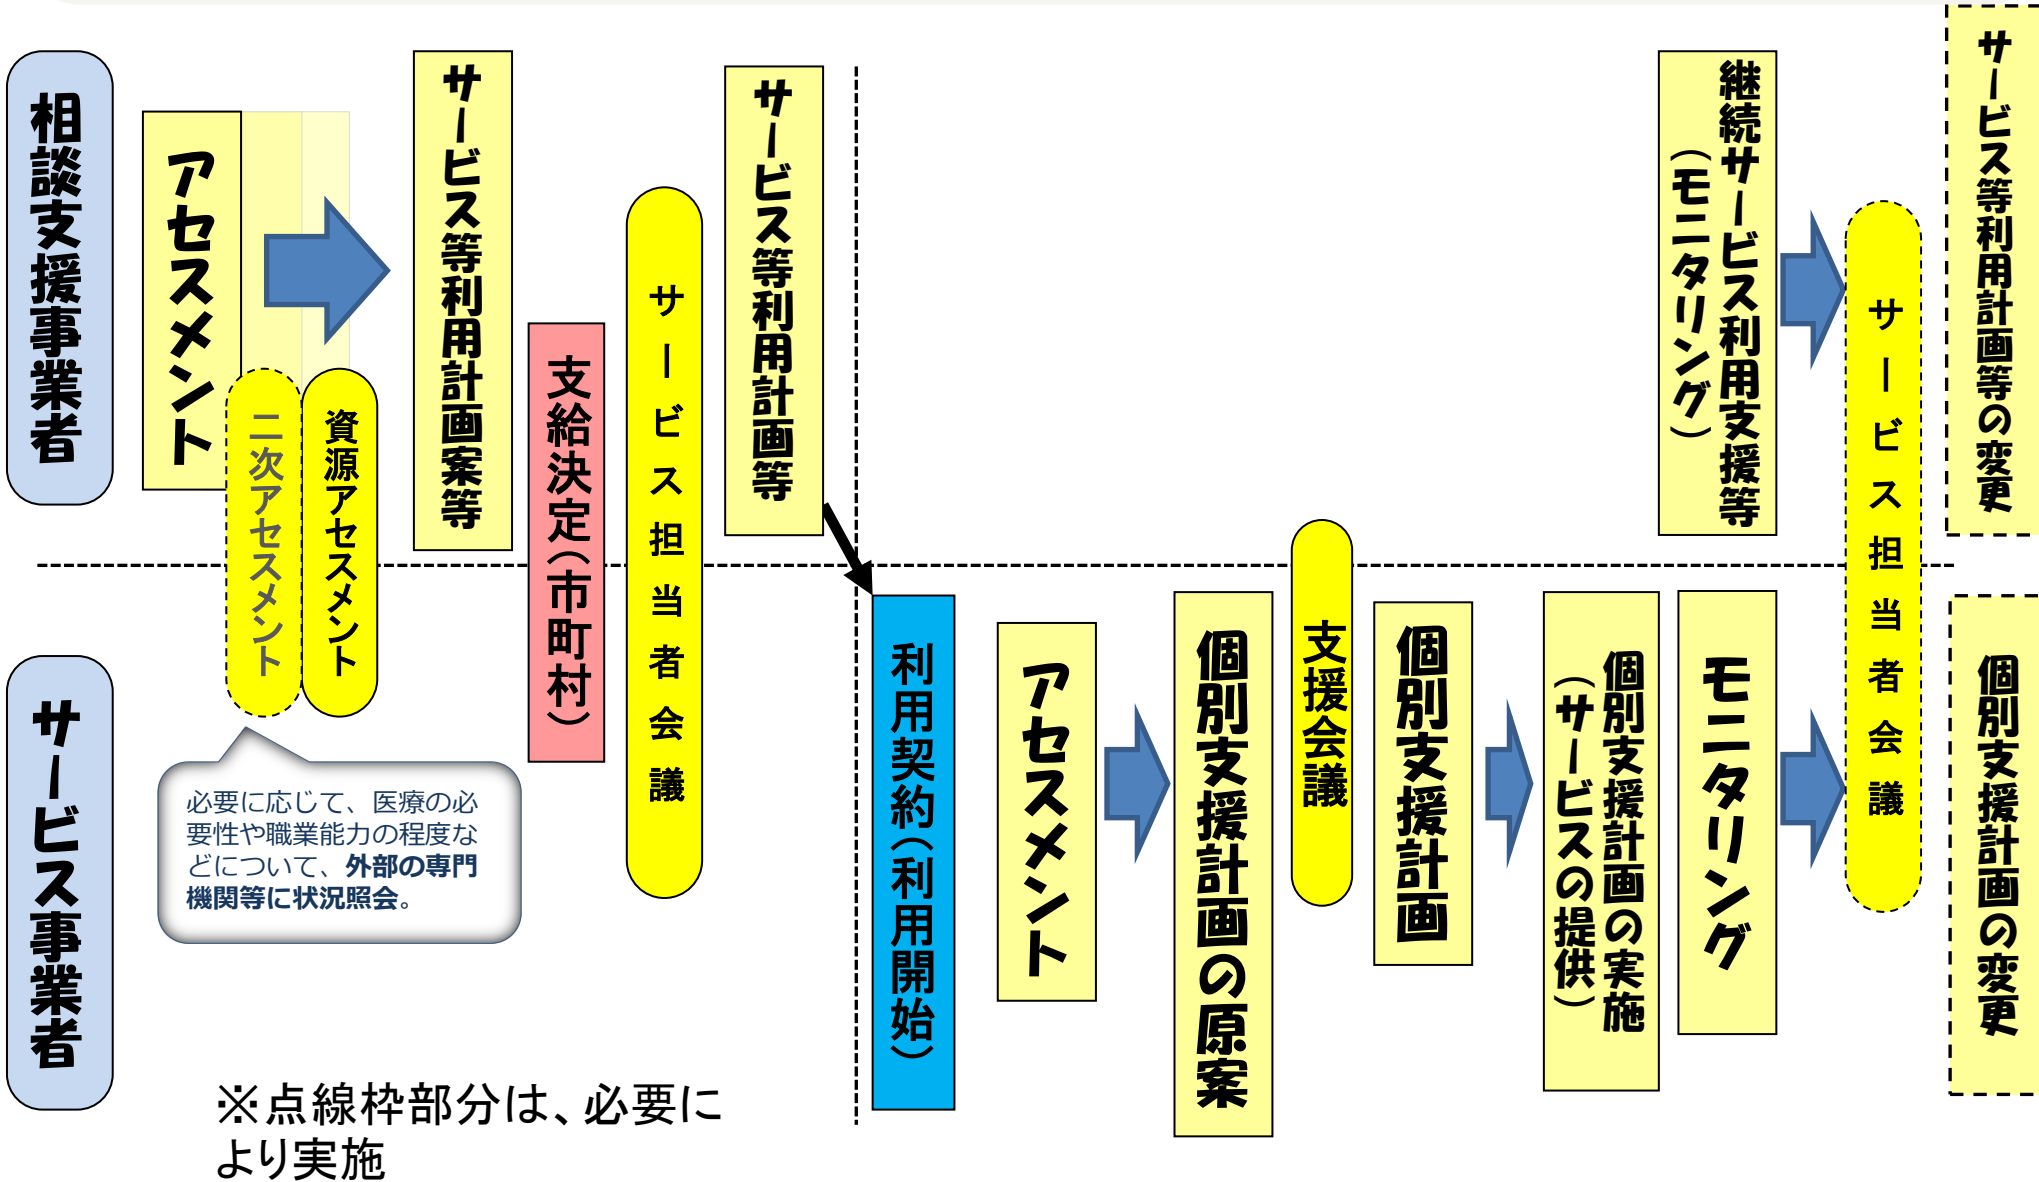 相談支援事業者
アセスメント
二次アセスメント
資源アセスメント
サービス等利用計画案等
支給決定（市町村）
サービス担当者会議
サービス等利用計画等
継続サービス利用支援等
（モニタリング）
サービス担当者会議
サービス等利用計画等の変更
サービス事業者
必要に応じて、医療の必
要性や職業能力の程度な
どについて、外部の専門
機関等に状況照会。
利用契約（利用開始）
アセスメント
個別支援計画の原案
支援会議
個別支援計画
個別支援計画の実施
（サービスの提供）
モニタリング
個別支援計画の変更
※点線枠部分は、必要に
より実施